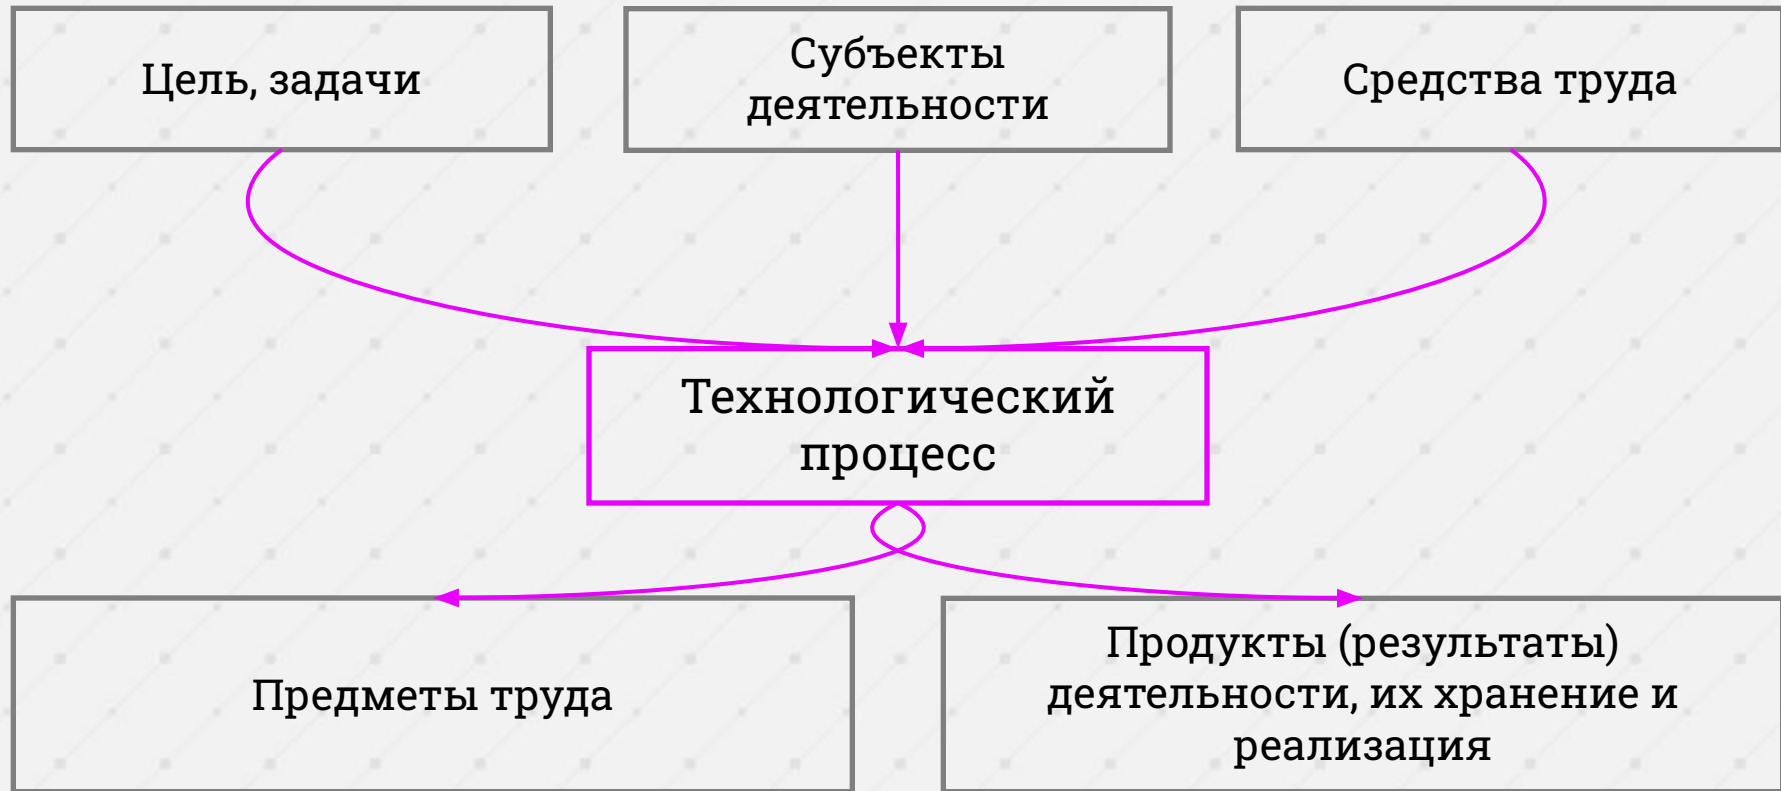 Цель, задачи
Субъекты
деятельности
Средства труда
Технологический
процесс
Предметы труда
Продукты (результаты)
деятельности, их хранение и
реализация